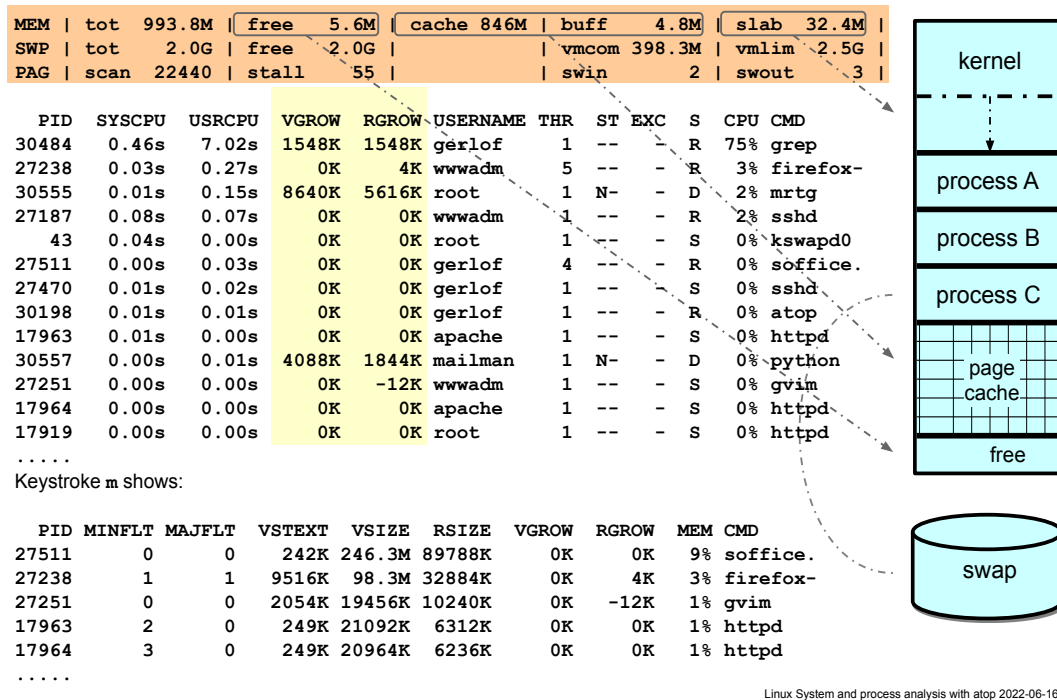 MEM | tot 993.8M | free 5.6M | cache 846M | buff 4.8M | slab 32.4M |
SWP | tot 2.0G | free 2.0G | | vmcom 398.3M | vmlim 2.5G |
PAG | scan 22440 | stall 55 | | swin 2 | swout 3 |
PID SYSCPU USRCPU VGROW RGROW USERNAME THR ST EXC S CPU CMD
30484 0.46s 7.02s 1548K 1548K gerlof 1 -- - R 75% grep
27238 0.03s 0.27s 0K 4K wwwadm 5 -- - R 3% firefox-
30555 0.01s 0.15s 8640K 5616K root 1 N- - D 2% mrtg
27187 0.08s 0.07s 0K 0K wwwadm 1 -- - R 2% sshd
43 0.04s 0.00s 0K 0K root 1 -- - S 0% kswapd0
27511 0.00s 0.03s 0K 0K gerlof 4 -- - R 0% soffice.
27470 0.01s 0.02s 0K 0K gerlof 1 -- - S 0% sshd
30198 0.01s 0.01s 0K 0K gerlof 1 -- - R 0% atop
17963 0.01s 0.00s 0K 0K apache 1 -- - S 0% httpd
30557 0.00s 0.01s 4088K 1844K mailman 1 N- - D 0% python
27251 0.00s 0.00s 0K -12K wwwadm 1 -- - S 0% gvim
17964 0.00s 0.00s 0K 0K apache 1 -- - S 0% httpd
17919 0.00s 0.00s 0K 0K root 1 -- - S 0% httpd
.....
Keystroke m shows:
PID MINFLT MAJFLT VSTEXT VSIZE RSIZE VGROW RGROW MEM CMD
27511 0 0 242K 246.3M 89788K 0K 0K 9% soffice.
27238 1 1 9516K 98.3M 32884K 0K 4K 3% firefox-
27251 0 0 2054K 19456K 10240K 0K -12K 1% gvim
17963 2 0 249K 21092K 6312K 0K 0K 1% httpd
17964 3 0 249K 20964K 6236K 0K 0K 1% httpd
.....
kernel
process A
process B
process C
page
cache
free
swap
Linux System and process analysis with atop 2022-06-16